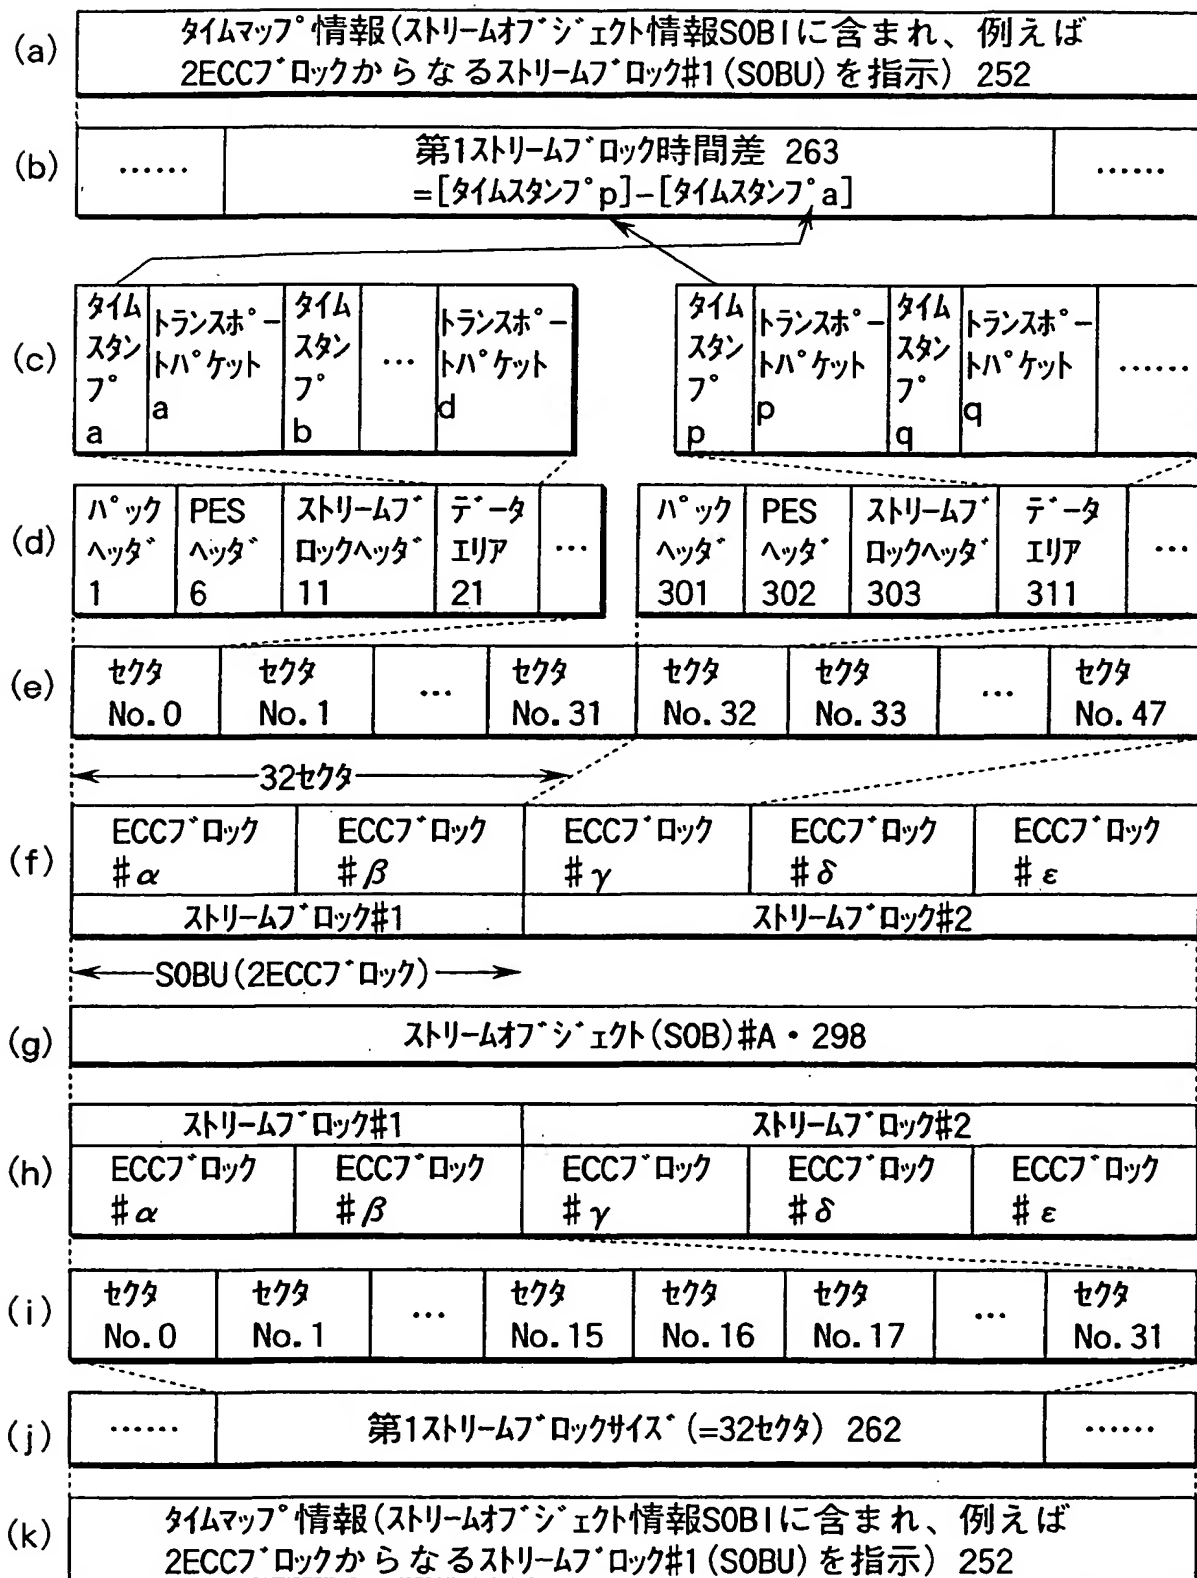 (a)
タイムマップ情報(ストリームオブジェクト情報SOBIに含まれ、例えば
2ECCブロックからなるストリームブロック#1(SOBU)を指示) 252
(b)
......
第1ストリームブロック時間差 263
=[タイムスタンプp]-[タイムスタンプa]
......
(c)
タイム
スタン
プ
a
トランスポー
トパケット
a
タイム
スタン
プ
b
...
トランスポー
トパケット
d
タイム
スタン
プ
p
トランスポー
トパケット
p
タイム
スタン
プ
q
トランスポー
トパケット
q
......
(d)
パック
ヘッダ
1
PES
ヘッダ
6
ストリームブ
ロックヘッダ
11
データ
エリア
21
...
パック
ヘッダ
301
PES
ヘッダ
302
ストリームブ
ロックヘッダ
303
データ
エリア
311
...
(e)
セクタ
No.0
セクタ
No.1
...
セクタ
No.31
セクタ
No.32
セクタ
No.33
...
セクタ
No.47
32セクタ
(f)
ECCブロック
#α
ECCブロック
#β
ECCブロック
#γ
ECCブロック
#δ
ECCブロック
#ε
ストリームブロック#1
ストリームブロック#2
SOBU(2ECCブロック)
(g)
ストリームオブジェクト(SOB)#A・298
(h)
ストリームブロック#1
ストリームブロック#2
ECCブロック
#α
ECCブロック
#β
ECCブロック
#γ
ECCブロック
#δ
ECCブロック
#ε
(i)
セクタ
No.0
セクタ
No.1
...
セクタ
No.15
セクタ
No.16
セクタ
No.17
...
セクタ
No.31
(j)
......
第1ストリームブロックサイズ(=32セクタ) 262
......
(k)
タイムマップ情報(ストリームオブジェクト情報SOBIに含まれ、例えば
2ECCブロックからなるストリームブロック#1(SOBU)を指示) 252